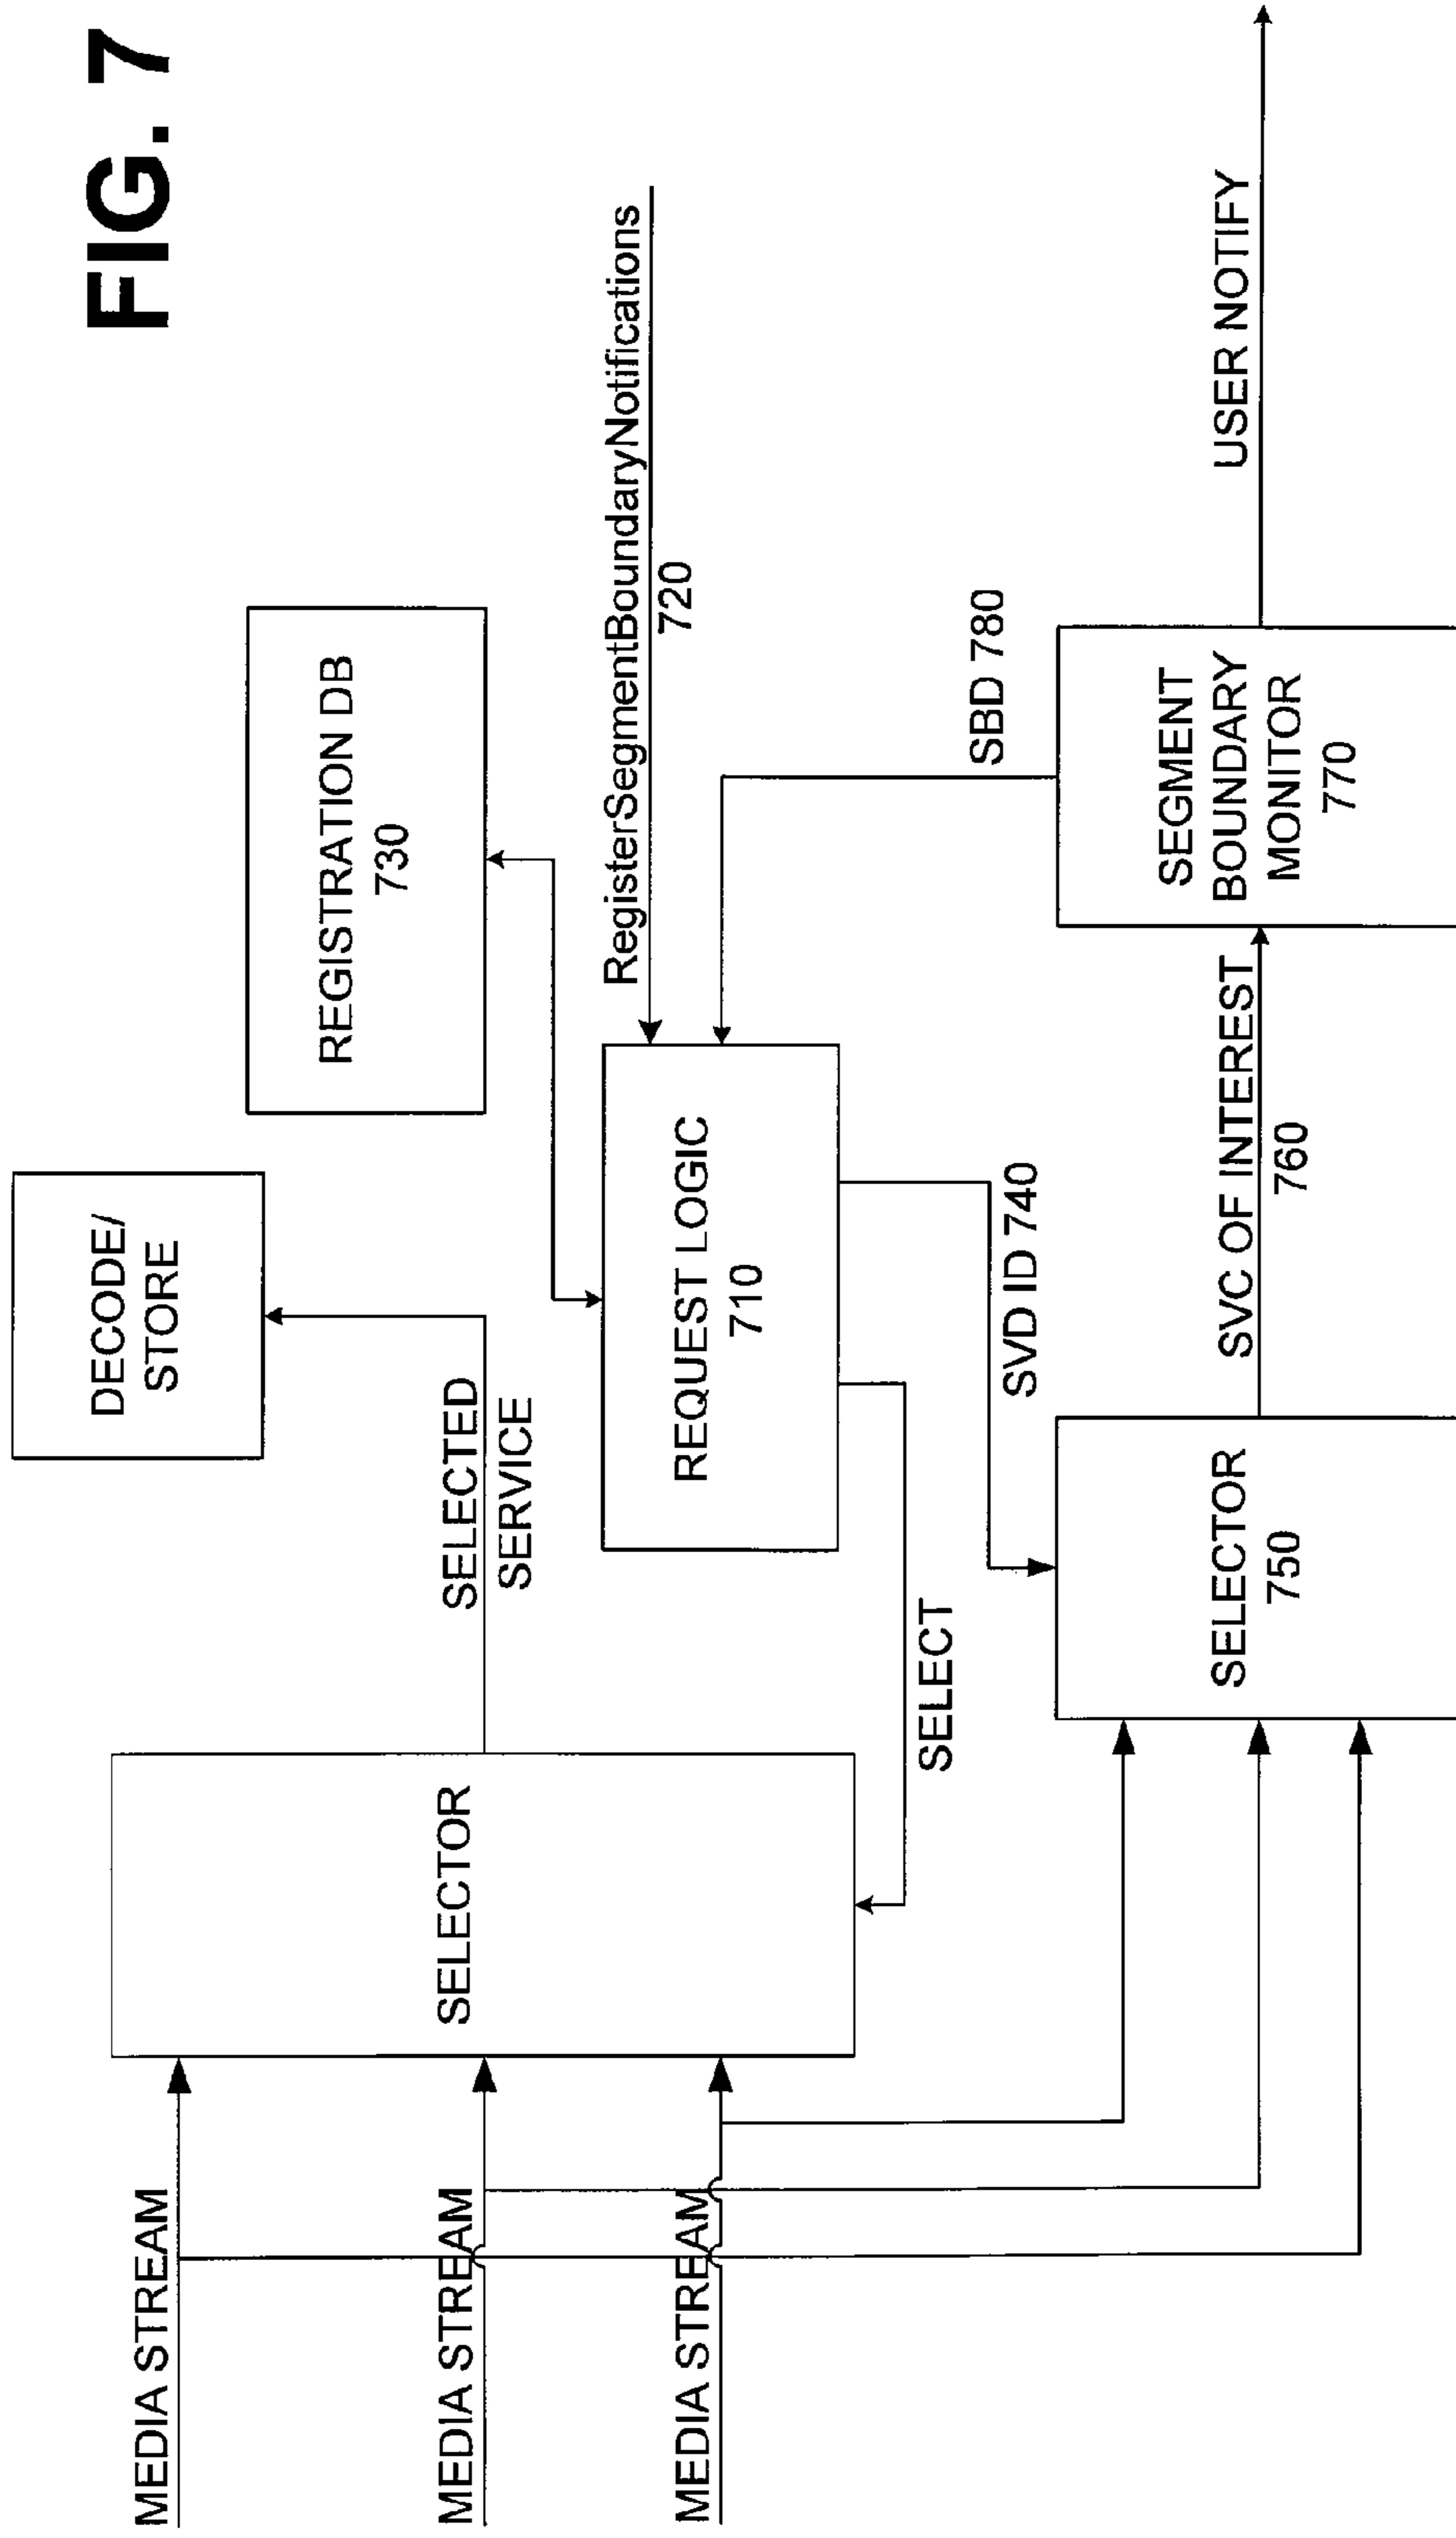 FIG. 7
DECODE/
STORE
REGISTRATION DB
730
MEDIA STREAM
MEDIA STREAM
MEDIA STREAM
SELECTOR
SELECTED
SERVICE
RegisterSegmentBoundaryNotifications
720
REQUEST LOGIC
710
SELECT
SVD ID 740
SBD 780
SELECTOR
750
SVC OF INTEREST
760
SEGMENT
BOUNDARY
MONITOR
770
USER NOTIFY